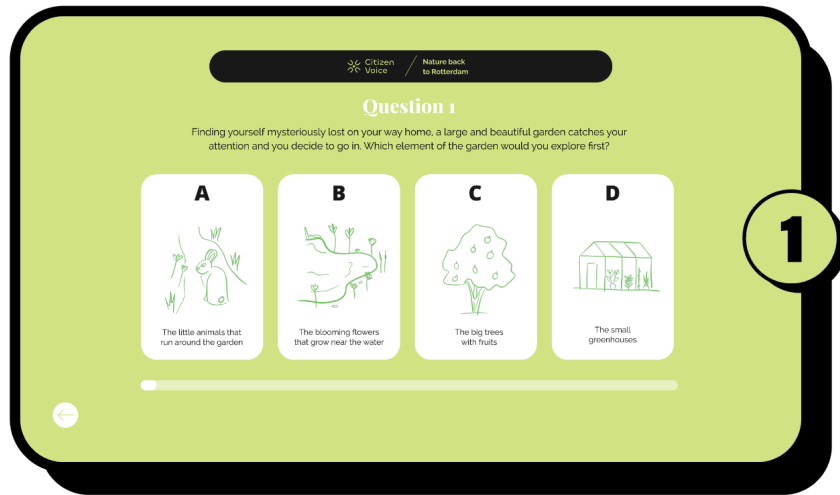 Citizen
Voice
Nature back
to Rotterdam
Question 1
Finding yourself mysteriously lost on your way home, a large and beautiful garden catches your
attention and you decide to go in. Which element of the garden would you explore first?
A
The little animals that
run around the garden
B
The blooming flowers
that grow near the water
C
The big trees
with fruits
D
The small
greenhouses
1